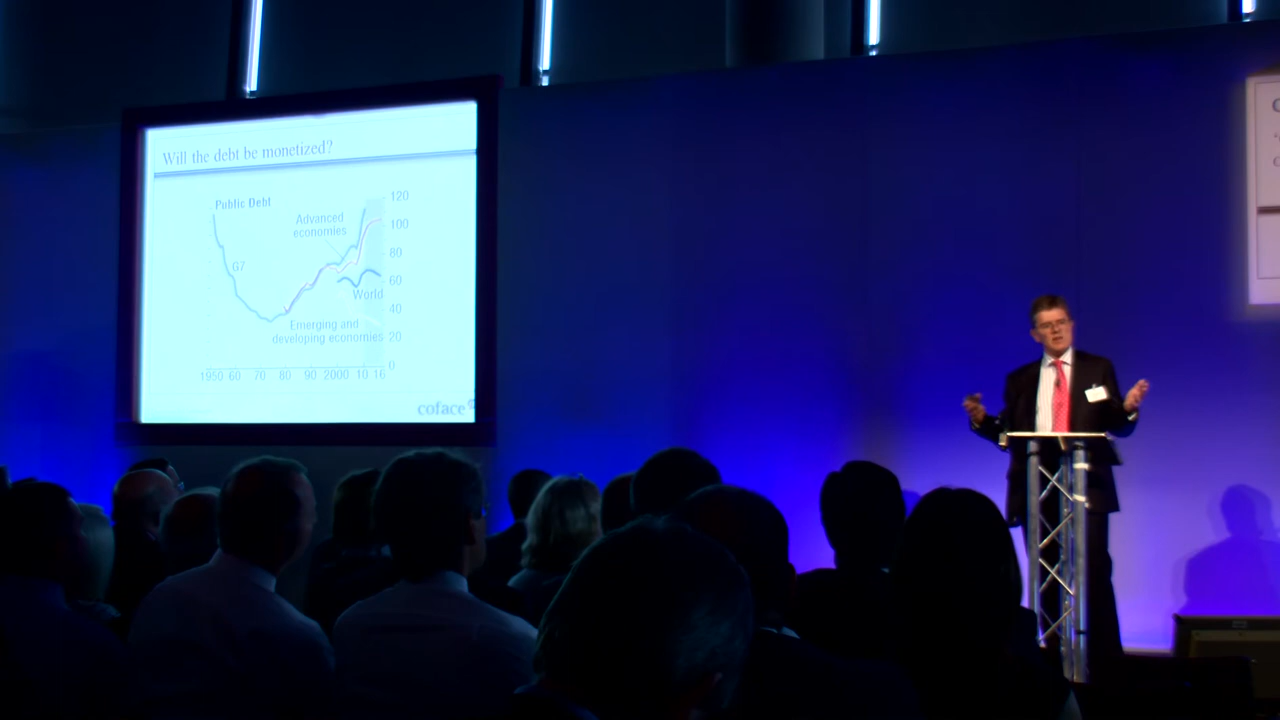 Will the debt be monetized?
Public Debt
120
Advanced
economies
100
80
G7
60
World
40
Emerging and
developing economies
20
0
1950 60 70 80 90 2000 10 16
coface